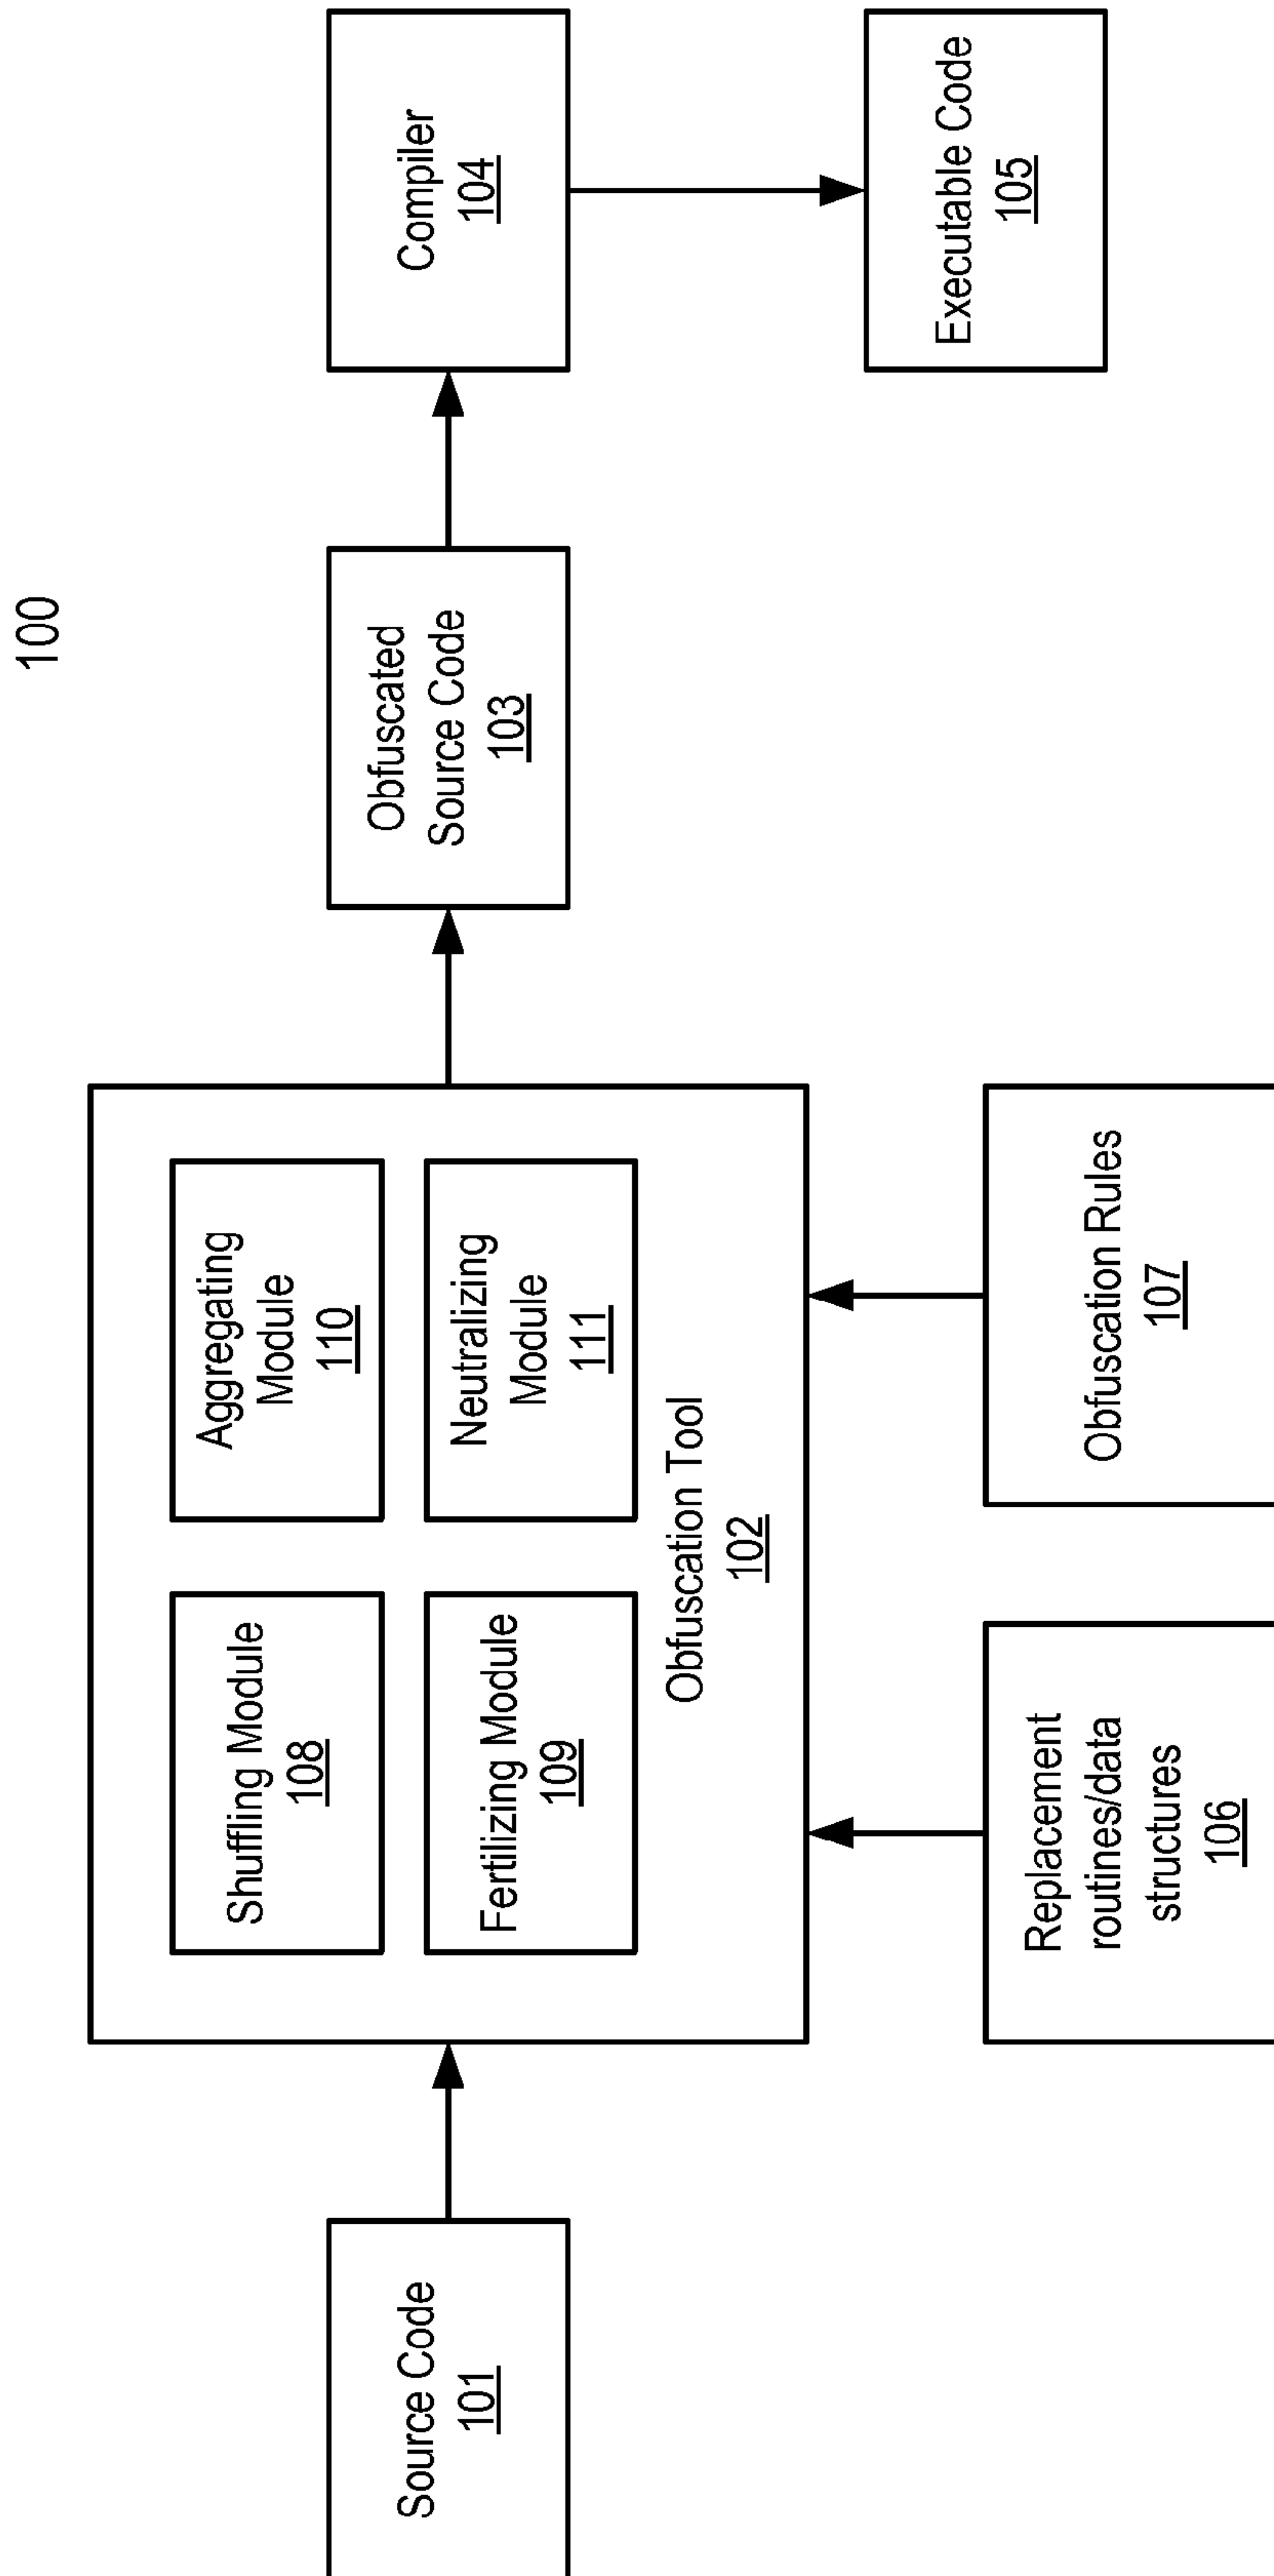 100
Source Code
101
Shuffling Module
108
Aggregating
Module
110
Fertilizing Module
109
Neutralizing
Module
111
Obfuscation Tool
102
Obfuscated
Source Code
103
Compiler
104
Replacement
routines/data
structures
106
Obfuscation Rules
107
Executable Code
105